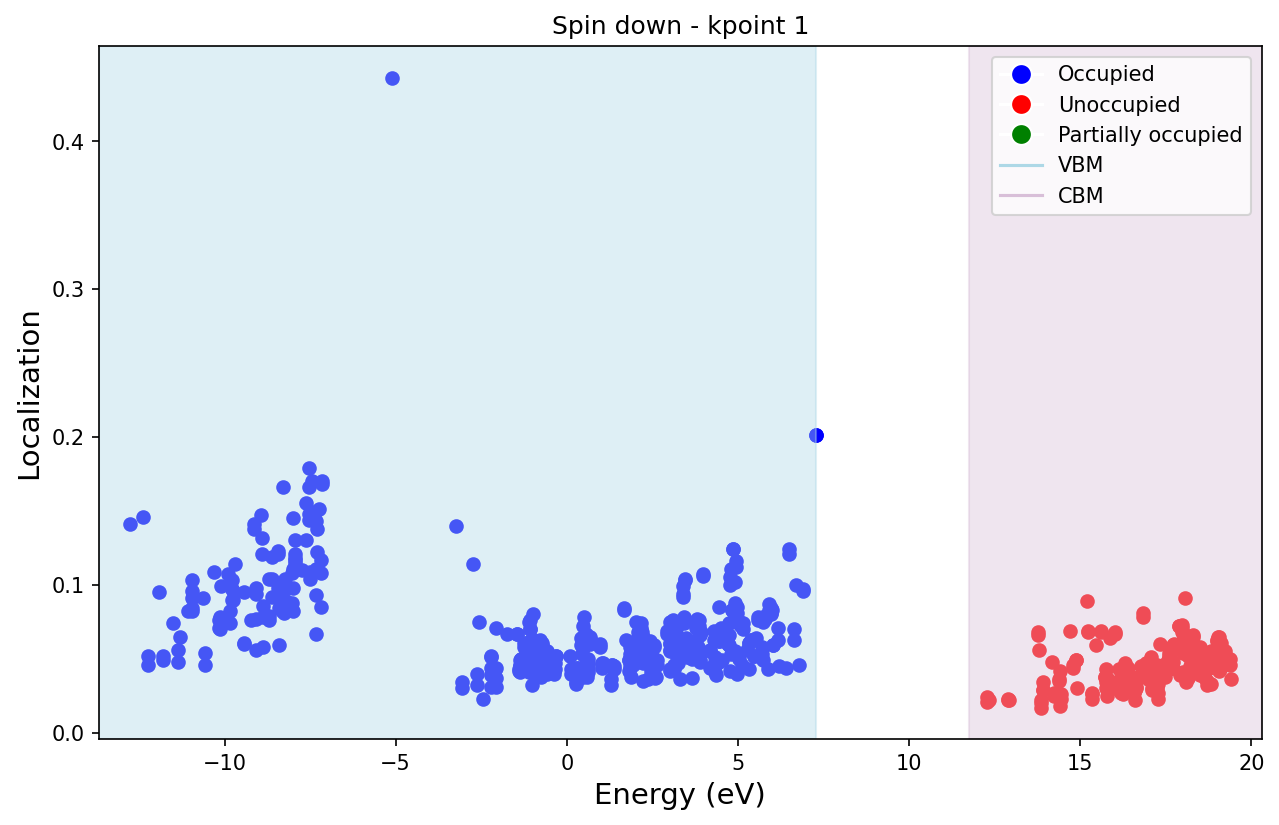 Spin down - kpoint 1
Localization
0.4
0.3
0.2
0.1
0.0
Occupied
Unoccupied
Partially occupied
VBM
CBM
−10
−5
0
5
10
15
20
Energy (eV)